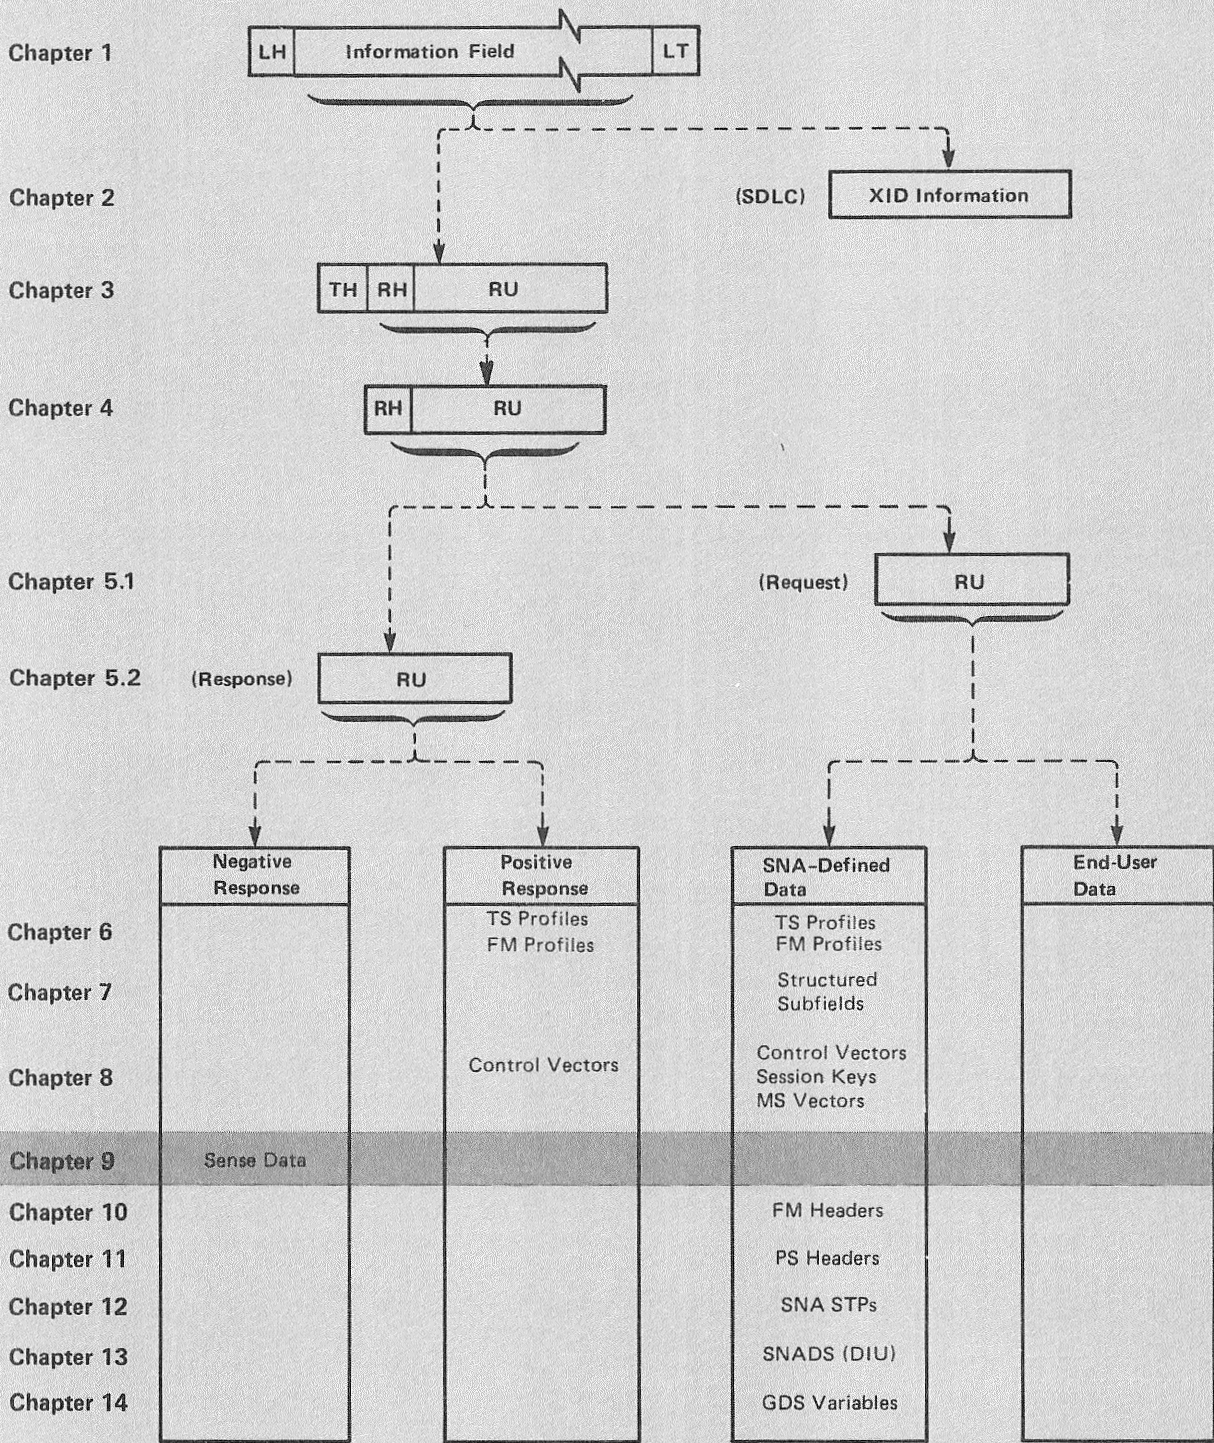 Chapter 1 LH Information Field LT
Chapter 2 (SDLC) XID Information
Chapter 3 TH RH RU
Chapter 4 RH RU
Chapter 5.1 (Request) RU
Chapter 5.2 (Response) RU
Negative Response
Positive Response
SNA-Defined Data
End-User Data
Chapter 6 TS Profiles TS Profiles
FM Profiles FM Profiles
Chapter 7 Structured
Subfields
Chapter 8 Control Vectors Control Vectors
Session Keys
MS Vectors
Chapter 9 Sense Data
Chapter 10 FM Headers
Chapter 11 PS Headers
Chapter 12 SNA STPs
Chapter 13 SNADS (DIU)
Chapter 14 GDS Variables